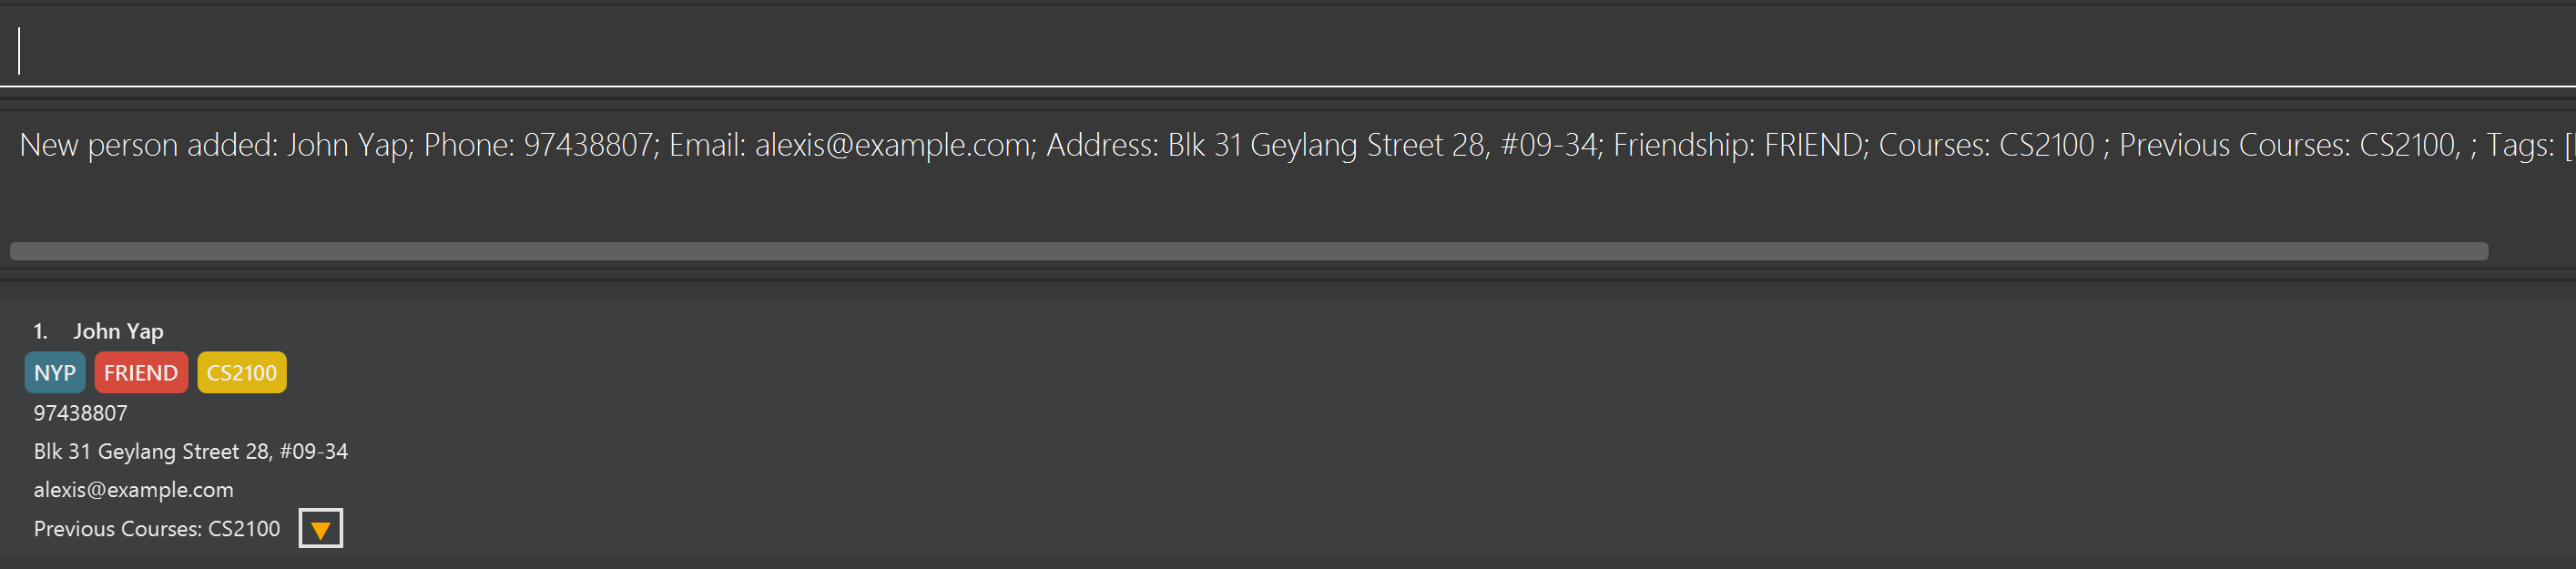 New person added: John Yap; Phone: 97438807; Email: alexis@example.com; Address: Blk 31 Geylang Street 28, #09-34; Friendship: FRIEND; Courses: CS2100 ; Previous Courses: CS2100, ; Tags: [
1. John Yap
NYP FRIEND CS2100
97438807
Blk 31 Geylang Street 28, #09-34
alexis@example.com
Previous Courses: CS2100